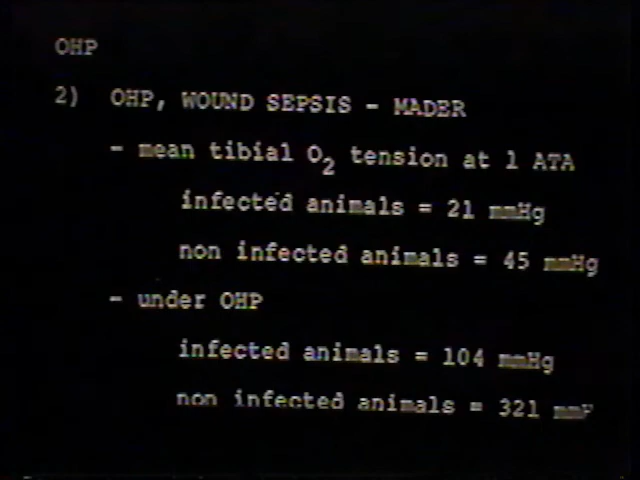 OHP
2) OHP, WOUND SEPSIS - MADER
- mean tibial O₂ tension at 1 ATA
infected animals = 21 mmHg
non infected animals = 45 mmHg
- under OHP
infected animals = 104 mmHg
non infected animals = 321 mmH